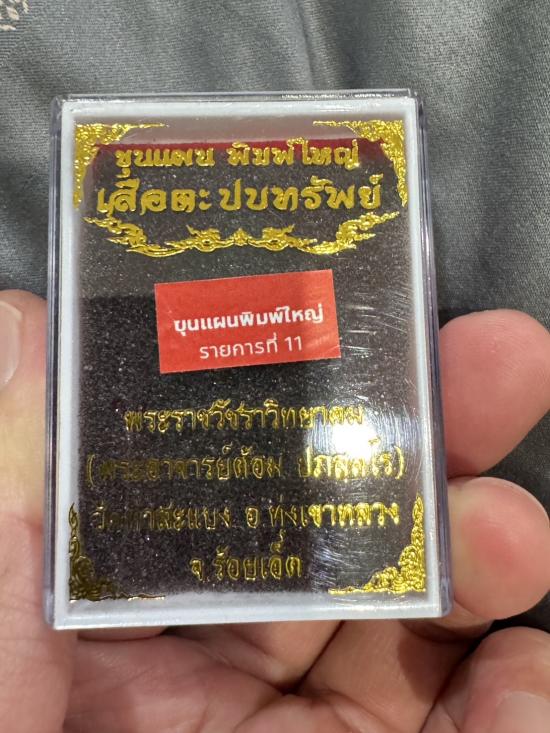 ขุนแผน พิมพ์ใหญ่
เสือตะปบทรัพย์
ขุนแผนพิมพ์ใหญ่
รายการที่ 11
พระราชวัชราวิทยาคม
(พระอาจารย์ต้อม ปภสฺสโร)
วัดท่าสะแบง อ.ทุ่งเขาหลวง
จ.ร้อยเอ็ด